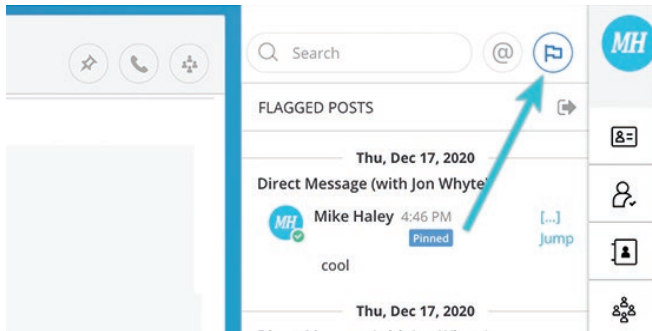 Search
@
MH
FLAGGED POSTS
Thu, Dec 17, 2020
Direct Message (with Jon Whyte)
MH
Mike Haley 4:46 PM
[...]
Pinned
Jump
cool
Thu, Dec 17, 2020